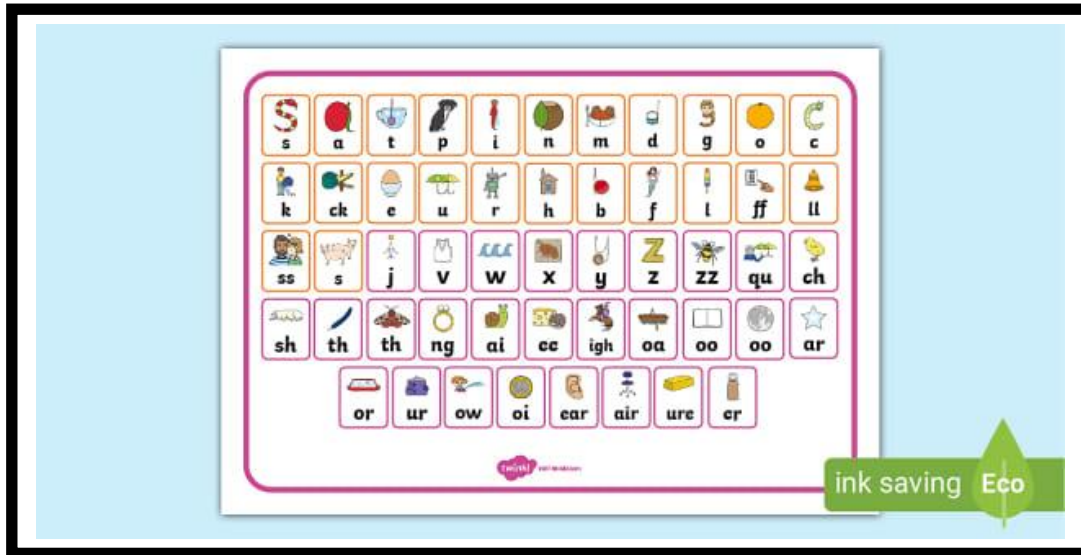 s a t p i n m d g o c
k ck e u r h b f l ff ll
ss s j v w x y z zz qu ch
sh th th ng ai ee igh oa oo oo ar
or ur ow oi ear air ure er
twinkl
ink saving Eco